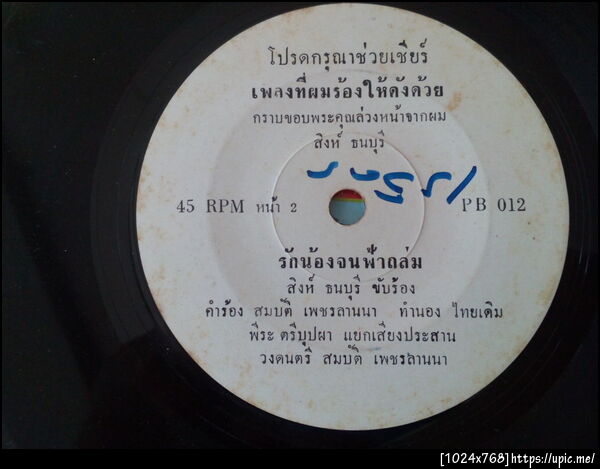 โปรดกรุณาช่วยเชียร์
เพลงที่ผมร้องให้ดังด้วย
กราบขอบพระคุณล่วงหน้าจากผม
สิงห์ ธนบุรี
45 RPM หน้า 2
PB 012
รักน้องจนฟ้าถล่ม
สิงห์ ธนบุรี ขับร้อง
คำร้อง สมบัติ เพชรลานนา ทำนอง ไทยเดิม
พีระ ตรีบุปผา แยกเสียงประสาน
วงดนตรี สมบัติ เพชรลานนา
[1024x768]https://upic.me/